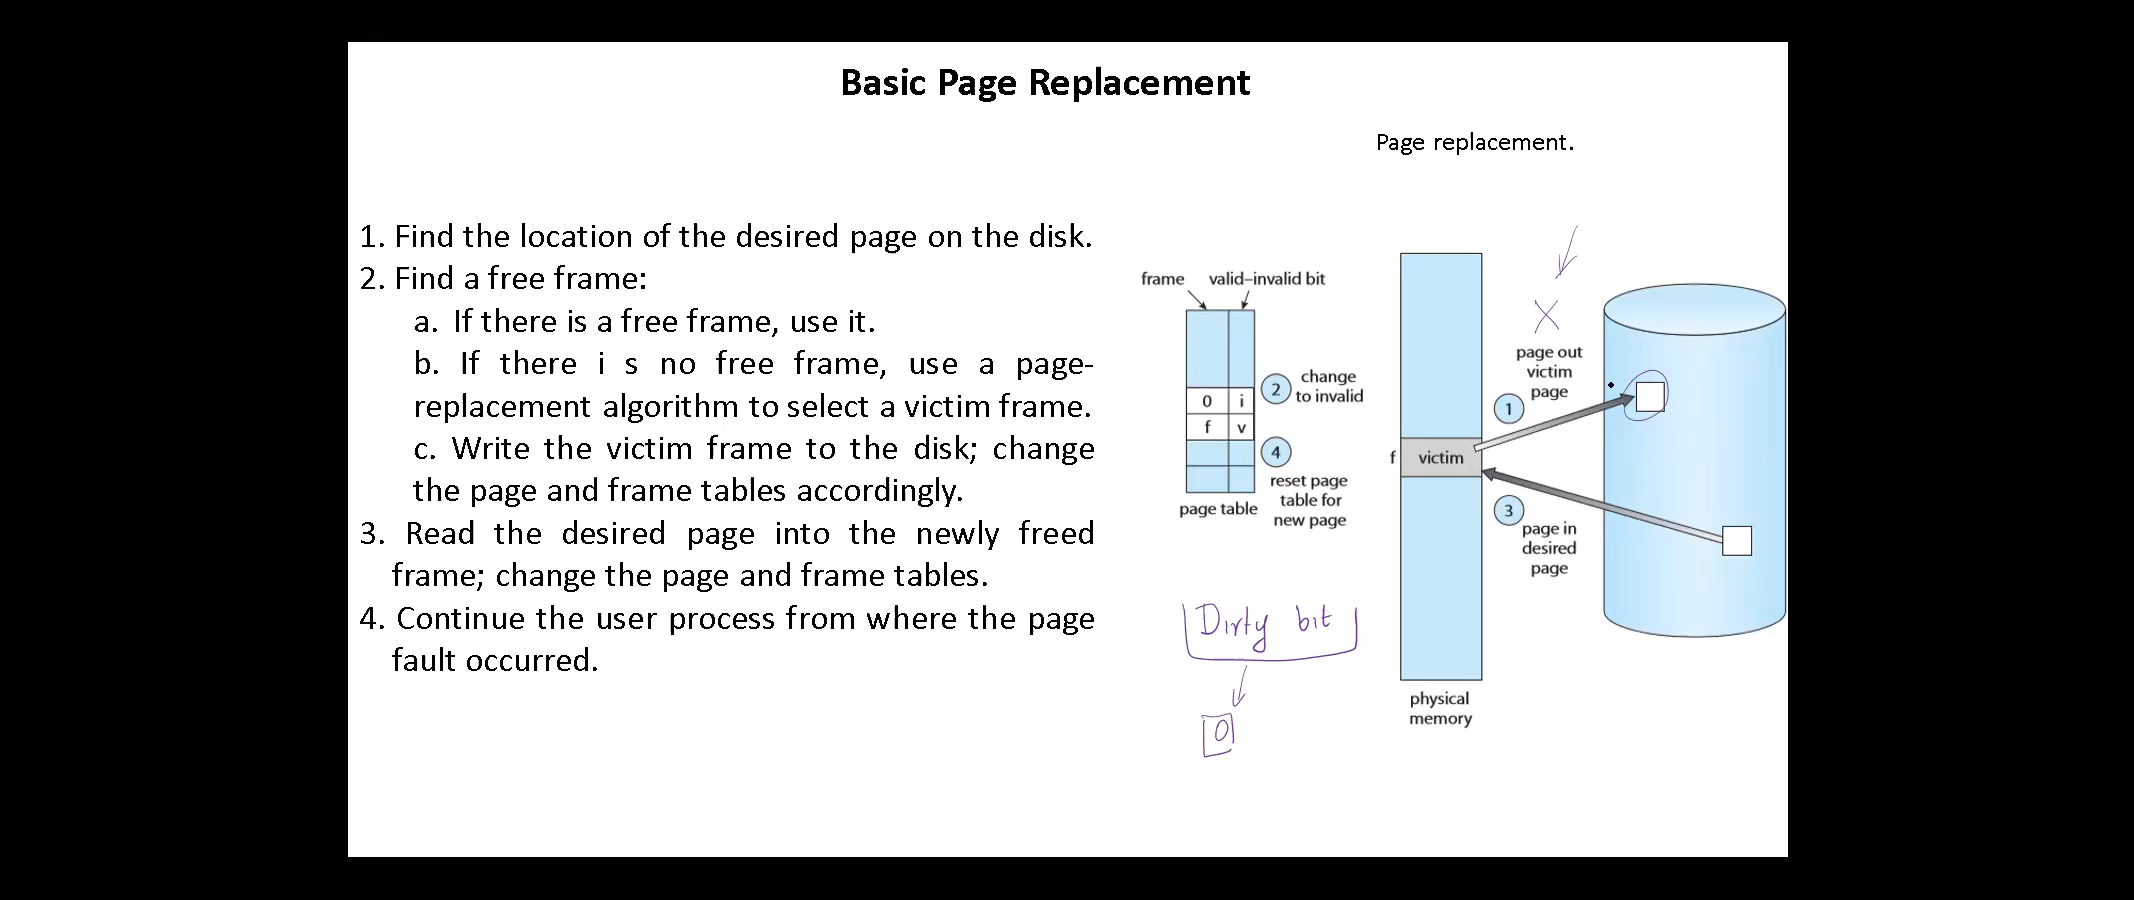 Basic Page Replacement
Page replacement.
1. Find the location of the desired page on the disk.
2. Find a free frame:
a. If there is a free frame, use it.
b. If there i s no free frame, use a page-
replacement algorithm to select a victim frame.
c. Write the victim frame to the disk; change
the page and frame tables accordingly.
3. Read the desired page into the newly freed
frame; change the page and frame tables.
4. Continue the user process from where the page
fault occurred.
frame valid–invalid bit
0 i
f v
page table
2 change
to invalid
4
reset page
table for
new page
f victim
physical
memory
X
page out
victim
page
1
3
page in
desired
page
Dirty bit
0